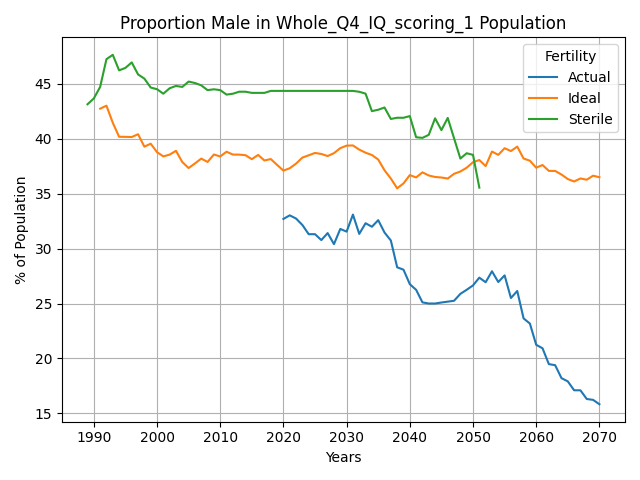 Proportion Male in Whole_Q4_IQ_scoring_1 Population
Fertility
Actual
Ideal
Sterile
% of Population
45
40
35
30
25
20
15
1990 2000 2010 2020 2030 2040 2050 2060 2070
Years